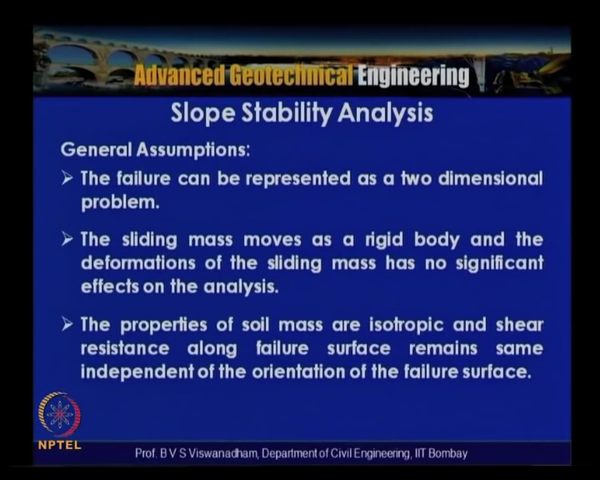 Advanced Geotechnical Engineering
Slope Stability Analysis
General Assumptions:
➢ The failure can be represented as a two dimensional
problem.
➢ The sliding mass moves as a rigid body and the
deformations of the sliding mass has no significant
effects on the analysis.
➢ The properties of soil mass are isotropic and shear
resistance along failure surface remains same
independent of the orientation of the failure surface.
NPTEL
Prof. B V S Viswanadham, Department of Civil Engineering, IIT Bombay